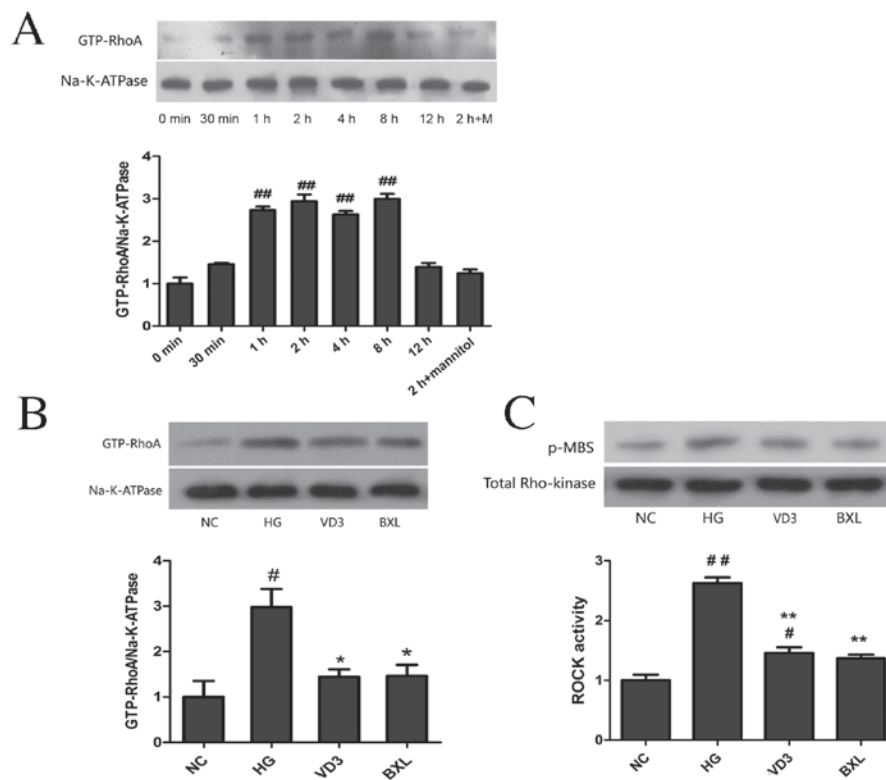 A
GTP-RhoA
Na-K-ATPase
0 min 30 min 1 h 2 h 4 h 8 h 12 h 2 h+M
GTP-RhoA/Na-K-ATPase
4
3
2
1
0
## ## ## ##
0 min 30 min 1 h 2 h 4 h 8 h 12 h 2 h+mannitol
B
GTP-RhoA
Na-K-ATPase
NC HG VD3 BXL
GTP-RhoA/Na-K-ATPase
4
3
2
1
0
# * *
NC HG VD3 BXL
C
p-MBS
Total Rho-kinase
NC HG VD3 BXL
ROCK activity
3
2
1
0
# #
** **
#
NC HG VD3 BXL